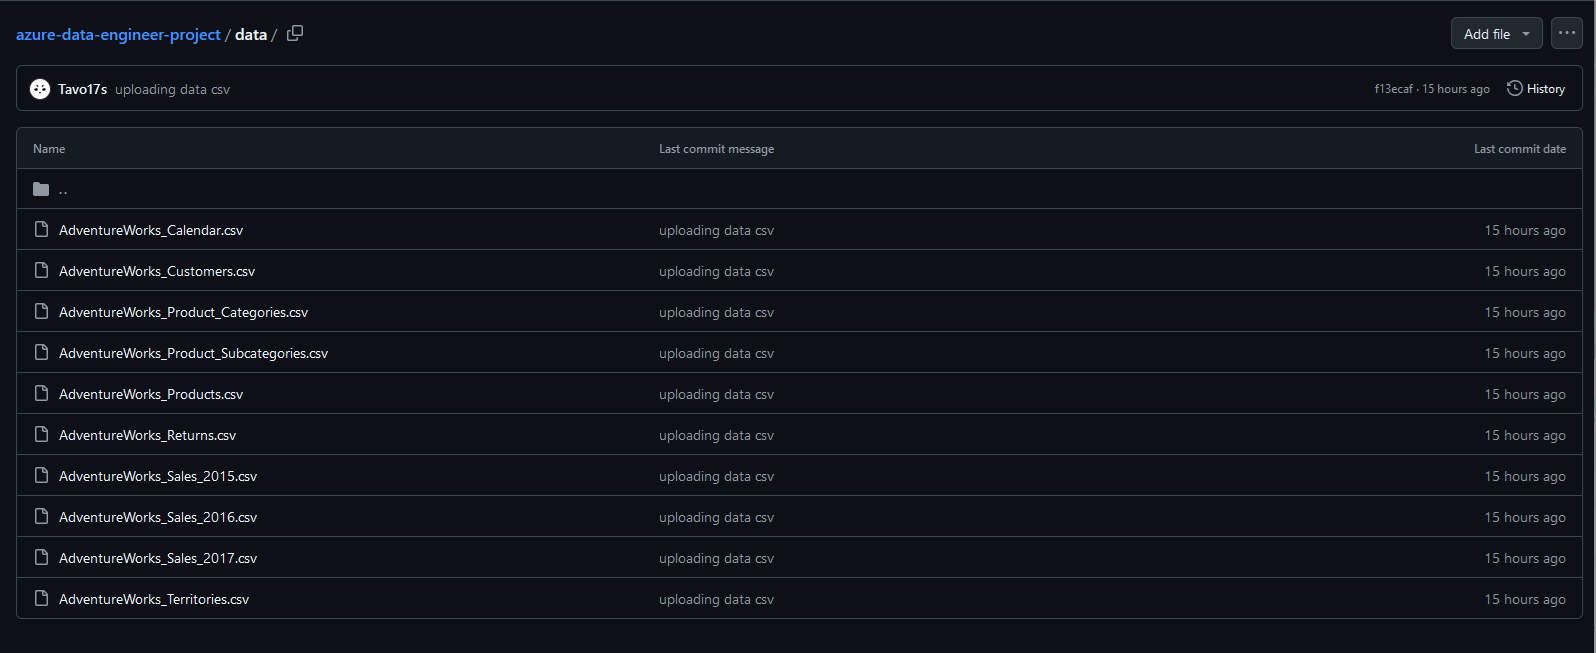 azure-data-engineer-project / data /
Add file
Tavo17s uploading data csv f13ecaf · 15 hours ago History
Name Last commit message Last commit date
..
AdventureWorks_Calendar.csv uploading data csv 15 hours ago
AdventureWorks_Customers.csv uploading data csv 15 hours ago
AdventureWorks_Product_Categories.csv uploading data csv 15 hours ago
AdventureWorks_Product_Subcategories.csv uploading data csv 15 hours ago
AdventureWorks_Products.csv uploading data csv 15 hours ago
AdventureWorks_Returns.csv uploading data csv 15 hours ago
AdventureWorks_Sales_2015.csv uploading data csv 15 hours ago
AdventureWorks_Sales_2016.csv uploading data csv 15 hours ago
AdventureWorks_Sales_2017.csv uploading data csv 15 hours ago
AdventureWorks_Territories.csv uploading data csv 15 hours ago